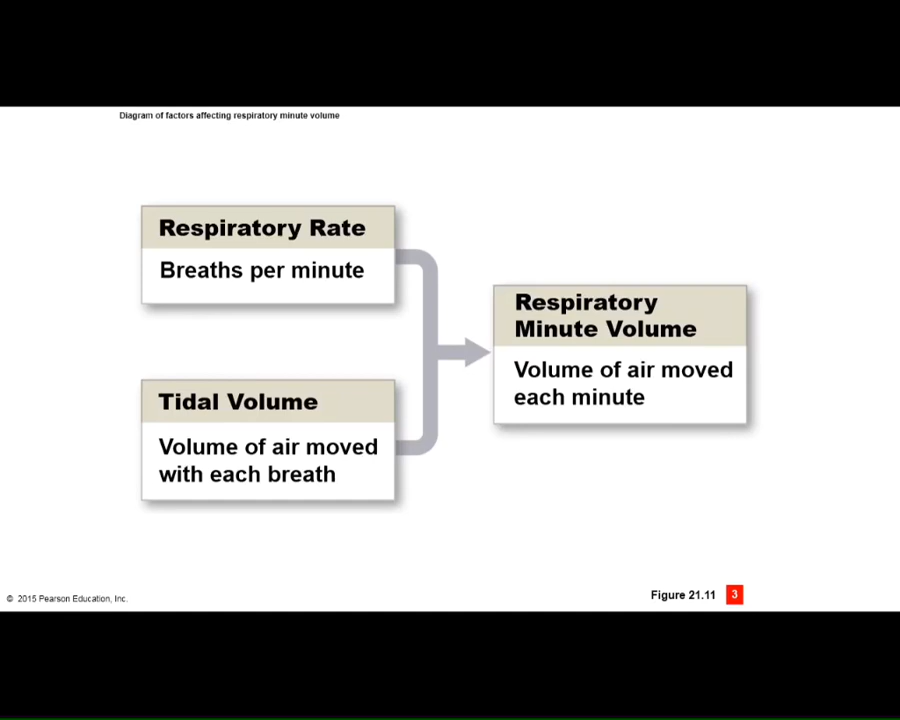 Diagram of factors affecting respiratory minute volume
Respiratory Rate
Breaths per minute
Tidal Volume
Volume of air moved
with each breath
Respiratory
Minute Volume
Volume of air moved
each minute
© 2015 Pearson Education, Inc.
Figure 21.11 3